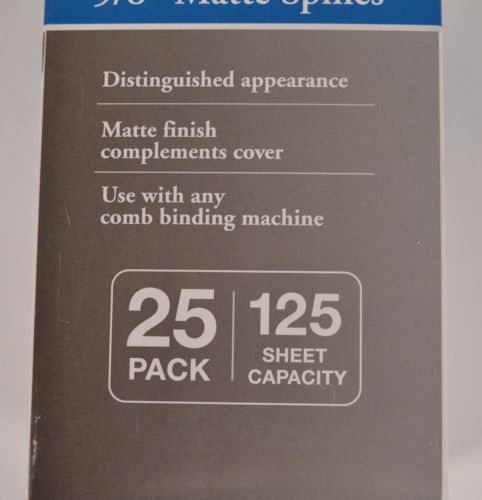 Matte Spines
Distinguished appearance
Matte finish
complements cover
Use with any
comb binding machine
25
PACK
125
SHEET
CAPACITY